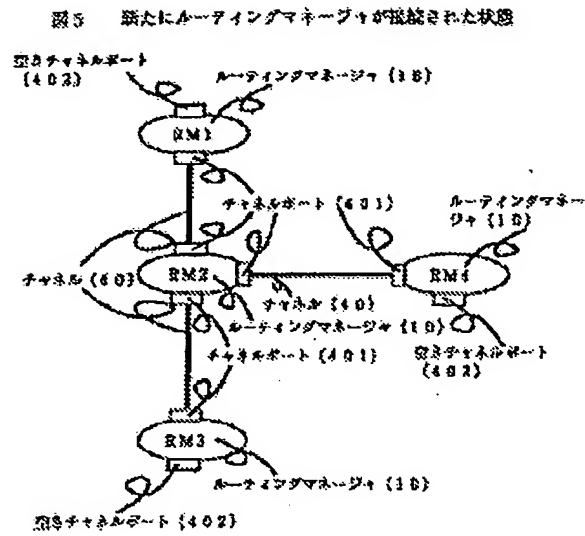 図5 新たにルーティングマネージャが接続された状態
空きチャネルポート
(402)
ルーティングマネージャ (10)
RM1
チャネルポート (401)
ルーティングマネー
ジャ (10)
チャネル (40)
RM2
RM4
チャネル (40)
ルーティングマネージャ (10)
チャネルポート (401)
空きチャネルポート
(402)
RM3
ルーティングマネージャ (10)
空きチャネルポート (402)